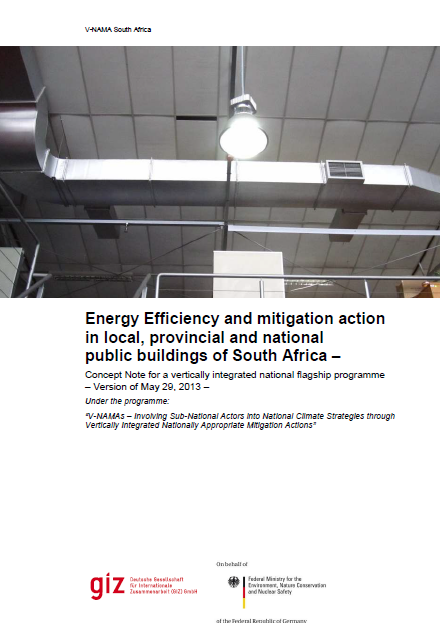 V-NAMA South Africa
Energy Efficiency and mitigation action
in local, provincial and national
public buildings of South Africa –
Concept Note for a vertically integrated national flagship programme
– Version of May 29, 2013 –
Under the programme:
"V-NAMAs – Involving Sub-National Actors into National Climate Strategies through
Vertically Integrated Nationally Appropriate Mitigation Actions"
On behalf of
giz
Deutsche Gesellschaft
für Internationale
Zusammenarbeit (GIZ) GmbH
Federal Ministry for the
Environment, Nature Conservation
and Nuclear Safety
of the Federal Republic of Germany